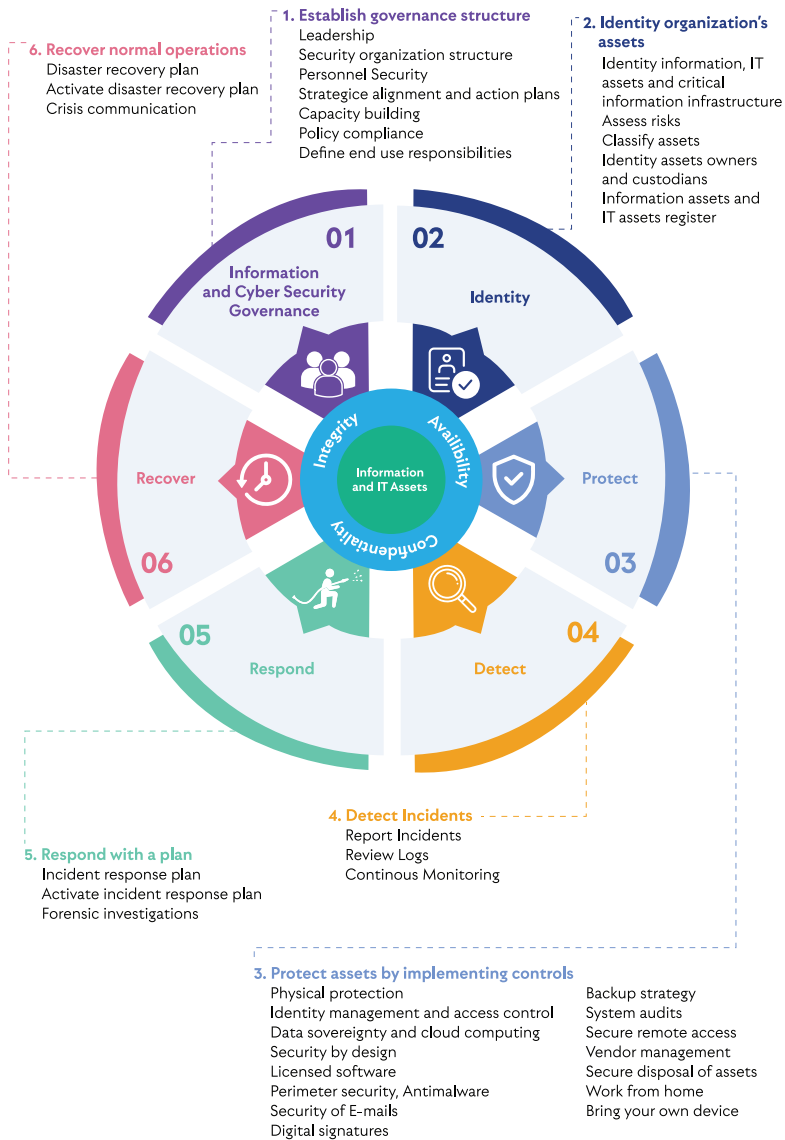 1. Establish governance structure
Leadership
Security organization structure
Personnel Security
Strategice alignment and action plans
Capacity building
Policy compliance
Define end use responsibilities
2. Identity organization's
assets
Identity information, IT
assets and critical
information infrastructure
Assess risks
Classify assets
Identity assets owners
and custodians
Information assets and
IT assets register
6. Recover normal operations
Disaster recovery plan
Activate disaster recovery plan
Crisis communication
01
Information
and Cyber Security
Governance
02
Identity
Protect
03
04
Detect
05
Respond
Recover
06
Integrity
Availibility
Confidentiality
Information
and IT Assets
4. Detect Incidents
Report Incidents
Review Logs
Continous Monitoring
5. Respond with a plan
Incident response plan
Activate incident response plan
Forensic investigations
3. Protect assets by implementing controls
Physical protection
Identity management and access control
Data sovereignty and cloud computing
Security by design
Licensed software
Perimeter security, Antimalware
Security of E-mails
Digital signatures
Backup strategy
System audits
Secure remote access
Vendor management
Secure disposal of assets
Work from home
Bring your own device